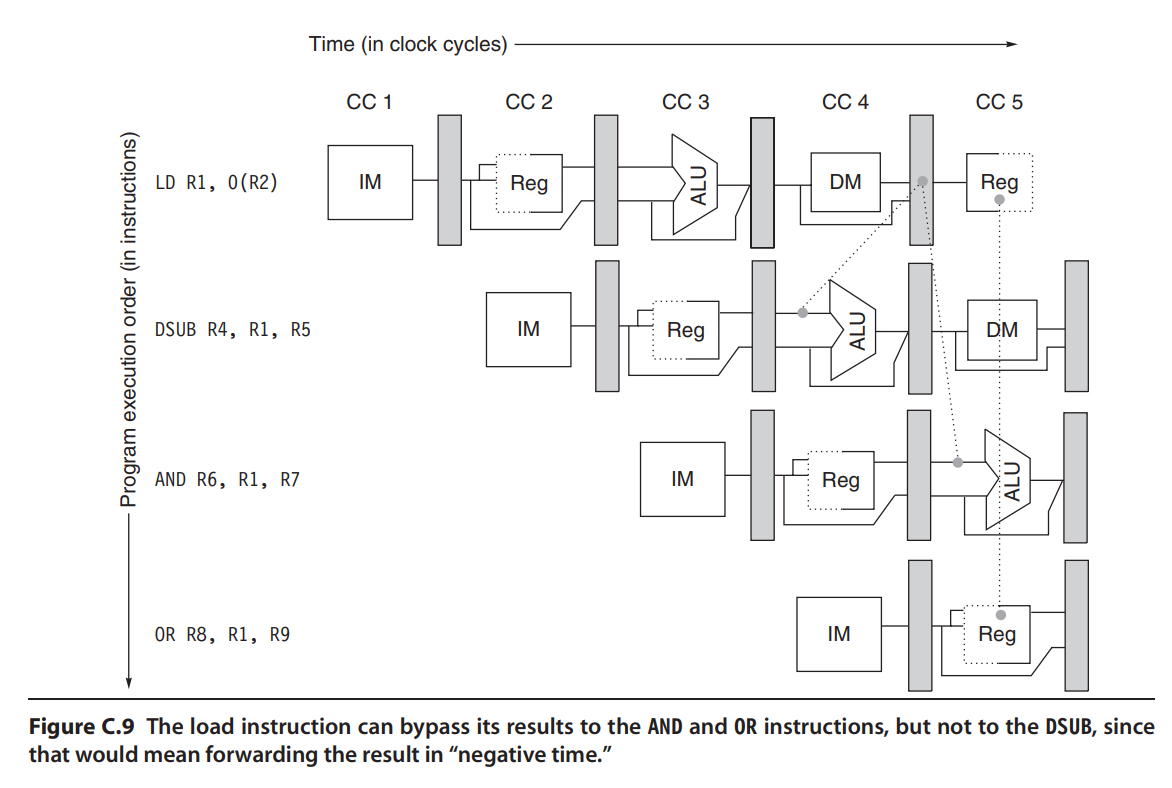 Time (in clock cycles)
CC 1 CC 2 CC 3 CC 4 CC 5
Program execution order (in instructions)
LD R1, 0(R2) IM Reg ALU DM Reg
DSUB R4, R1, R5 IM Reg ALU DM
AND R6, R1, R7 IM Reg ALU
OR R8, R1, R9 IM Reg
Figure C.9 The load instruction can bypass its results to the AND and OR instructions, but not to the DSUB, since
that would mean forwarding the result in “negative time.”